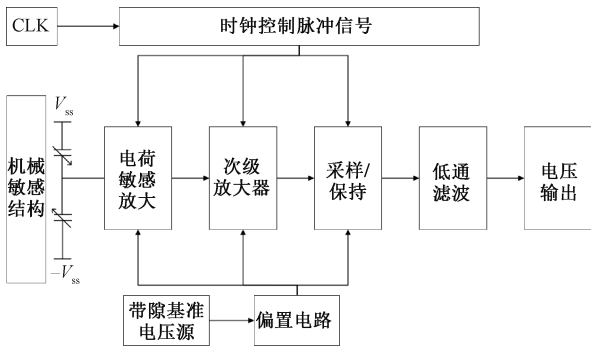 CLK
时钟控制脉冲信号
机械
敏感
结构
Vss
-Vss
电荷
敏感
放大
次级
放大器
采样/
保持
低通
滤波
电压
输出
带隙基准
电压源
偏置电路